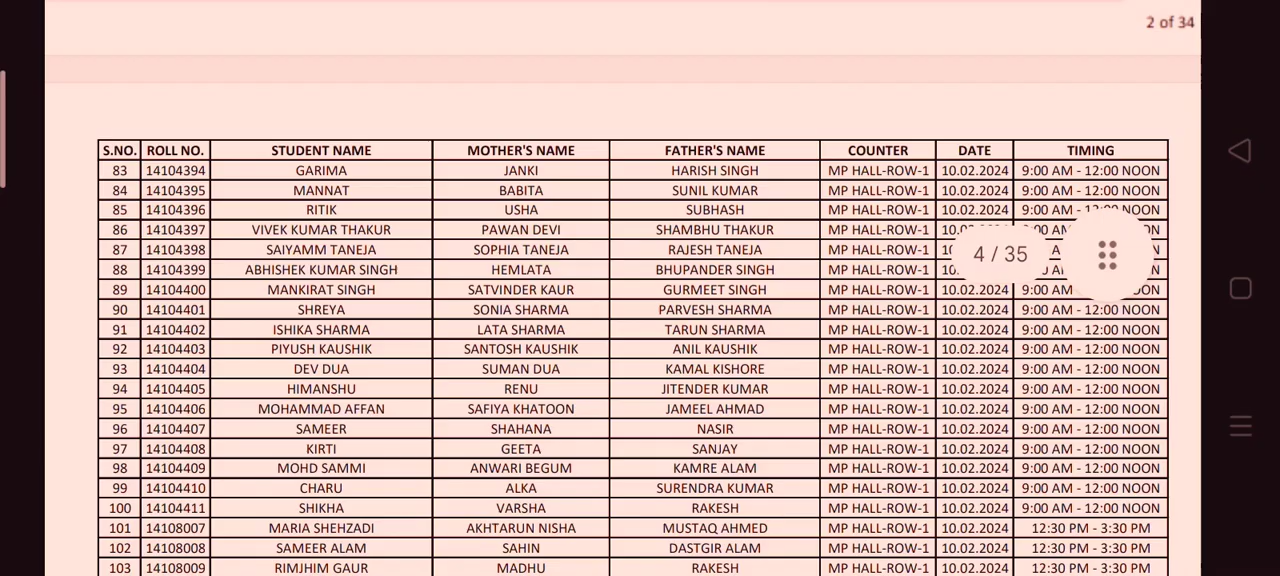 2 of 34
S.NO. ROLL NO. STUDENT NAME MOTHER'S NAME FATHER'S NAME COUNTER DATE TIMING
83 14104394 GARIMA JANKI HARISH SINGH MP HALL-ROW-1 10.02.2024 9:00 AM - 12:00 NOON
84 14104395 MANNAT BABITA SUNIL KUMAR MP HALL-ROW-1 10.02.2024 9:00 AM - 12:00 NOON
85 14104396 RITIK USHA SUBHASH MP HALL-ROW-1 10.02.2024 9:00 AM - 12:00 NOON
86 14104397 VIVEK KUMAR THAKUR PAWAN DEVI SHAMBHU THAKUR MP HALL-ROW-1
87 14104398 SAIYAMM TANEJA SOPHIA TANEJA RAJESH TANEJA MP HALL-ROW-1
4 / 35
88 14104399 ABHISHEK KUMAR SINGH HEMLATA BHUPANDER SINGH MP HALL-ROW-1
89 14104400 MANKIRAT SINGH SATVINDER KAUR GURMEET SINGH MP HALL-ROW-1 10.02.2024 9:00 AM - 12:00 NOON
90 14104401 SHREYA SONIA SHARMA PARVESH SHARMA MP HALL-ROW-1 10.02.2024 9:00 AM - 12:00 NOON
91 14104402 ISHIKA SHARMA LATA SHARMA TARUN SHARMA MP HALL-ROW-1 10.02.2024 9:00 AM - 12:00 NOON
92 14104403 PIYUSH KAUSHIK SANTOSH KAUSHIK ANIL KAUSHIK MP HALL-ROW-1 10.02.2024 9:00 AM - 12:00 NOON
93 14104404 DEV DUA SUMAN DUA KAMAL KISHORE MP HALL-ROW-1 10.02.2024 9:00 AM - 12:00 NOON
94 14104405 HIMANSHU RENU JITENDER KUMAR MP HALL-ROW-1 10.02.2024 9:00 AM - 12:00 NOON
95 14104406 MOHAMMAD AFFAN SAFIYA KHATOON JAMEEL AHMAD MP HALL-ROW-1 10.02.2024 9:00 AM - 12:00 NOON
96 14104407 SAMEER SHAHANA NASIR MP HALL-ROW-1 10.02.2024 9:00 AM - 12:00 NOON
97 14104408 KIRTI GEETA SANJAY MP HALL-ROW-1 10.02.2024 9:00 AM - 12:00 NOON
98 14104409 MOHD SAMMI ANWARI BEGUM KAMRE ALAM MP HALL-ROW-1 10.02.2024 9:00 AM - 12:00 NOON
99 14104410 CHARU ALKA SURENDRA KUMAR MP HALL-ROW-1 10.02.2024 9:00 AM - 12:00 NOON
100 14104411 SHIKHA VARSHA RAKESH MP HALL-ROW-1 10.02.2024 9:00 AM - 12:00 NOON
101 14108007 MARIA SHEHZADI AKHTARUN NISHA MUSTAQ AHMED MP HALL-ROW-1 10.02.2024 12:30 PM - 3:30 PM
102 14108008 SAMEER ALAM SAHIN DASTGIR ALAM MP HALL-ROW-1 10.02.2024 12:30 PM - 3:30 PM
103 14108009 RIMJHIM GAUR MADHU RAKESH MP HALL-ROW-1 10.02.2024 12:30 PM - 3:30 PM